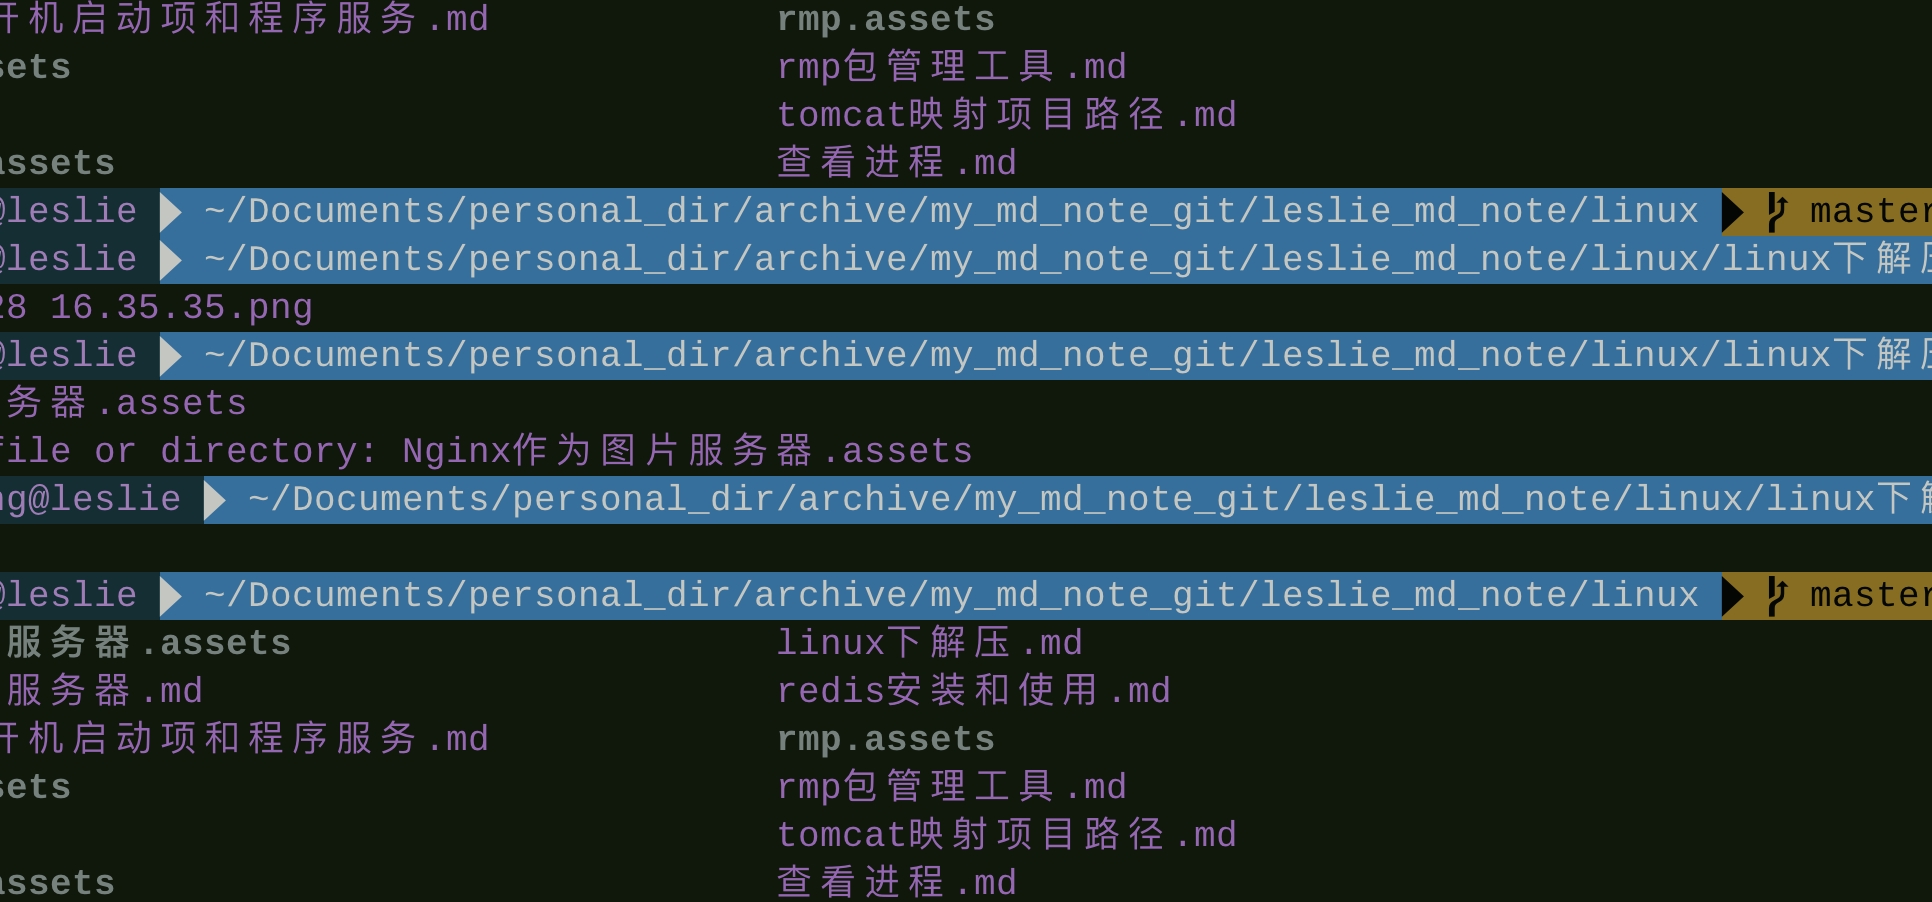 开机启动项和程序服务.md rmp.assets
sets rmp包管理工具.md
tomcat映射项目路径.md
assets 查看进程.md
@leslie ~/Documents/personal_dir/archive/my_md_note_git/leslie_md_note/linux master
@leslie ~/Documents/personal_dir/archive/my_md_note_git/leslie_md_note/linux/linux下解压
28 16.35.35.png
@leslie ~/Documents/personal_dir/archive/my_md_note_git/leslie_md_note/linux/linux下解压
务器.assets
file or directory: Nginx作为图片服务器.assets
ng@leslie ~/Documents/personal_dir/archive/my_md_note_git/leslie_md_note/linux/linux下解
@leslie ~/Documents/personal_dir/archive/my_md_note_git/leslie_md_note/linux master
服务器.assets linux下解压.md
服务器.md redis安装和使用.md
开机启动项和程序服务.md rmp.assets
sets rmp包管理工具.md
tomcat映射项目路径.md
assets 查看进程.md